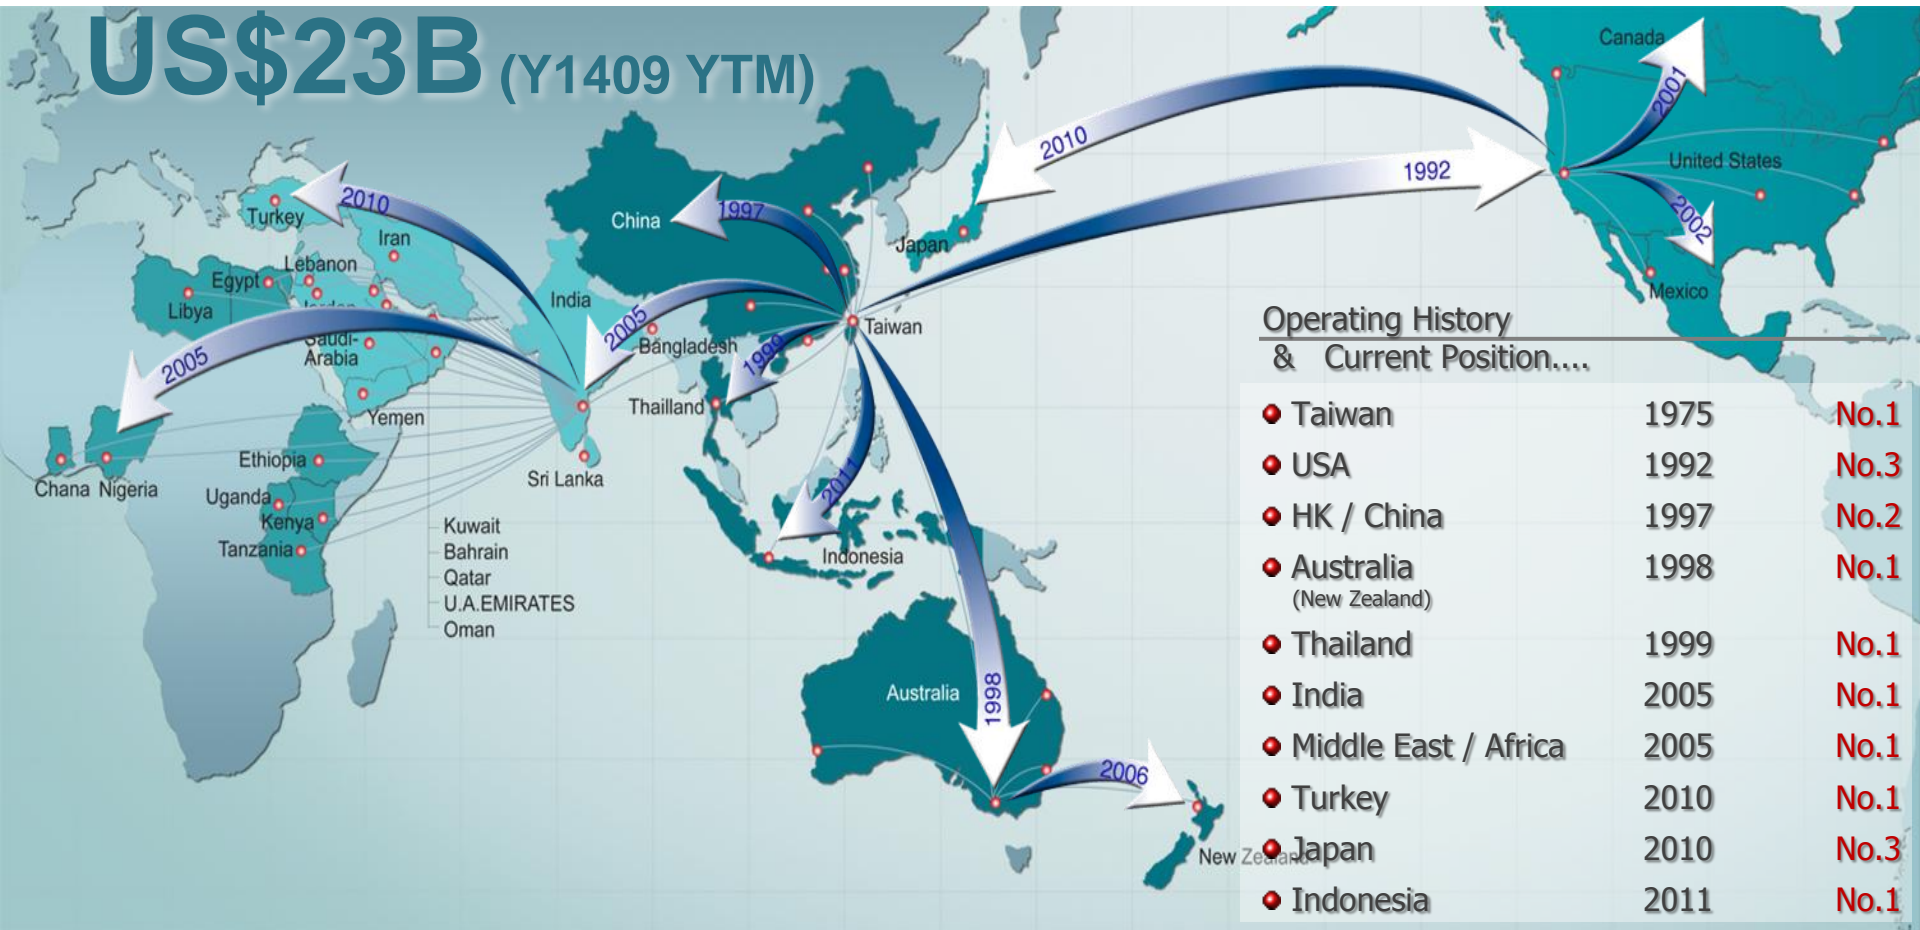 US$23B (Y1409 YTM)
Canada
2001
2010
1992
United States
2002
Mexico
Turkey
2010
Iran
Lebanon
Egypt
Libya
Jordan
Saudi-
Arabia
2005
Yemen
China
1997
Japan
India
2005
Bangladesh
1999
Taiwan
Thailland
Chana
Nigeria
Ethiopia
Uganda
Kenya
Tanzania
Sri Lanka
Kuwait
Bahrain
Qatar
U.A.EMIRATES
Oman
2011
Indonesia
Australia
1998
2006
New Zealand
Operating History
& Current Position....
Taiwan 1975 No.1
USA 1992 No.3
HK / China 1997 No.2
Australia 1998 No.1
(New Zealand)
Thailand 1999 No.1
India 2005 No.1
Middle East / Africa 2005 No.1
Turkey 2010 No.1
Japan 2010 No.3
Indonesia 2011 No.1